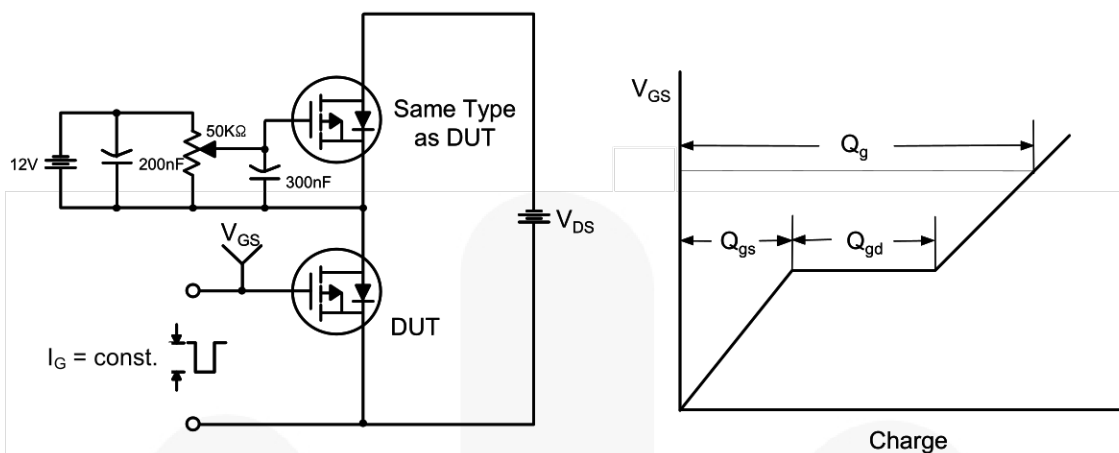 Same Type
as DUT
50KΩ
12V
200nF
300nF
V_DS
V_GS
DUT
I_G = const.
V_GS
Q_g
Q_gs
Q_gd
Charge